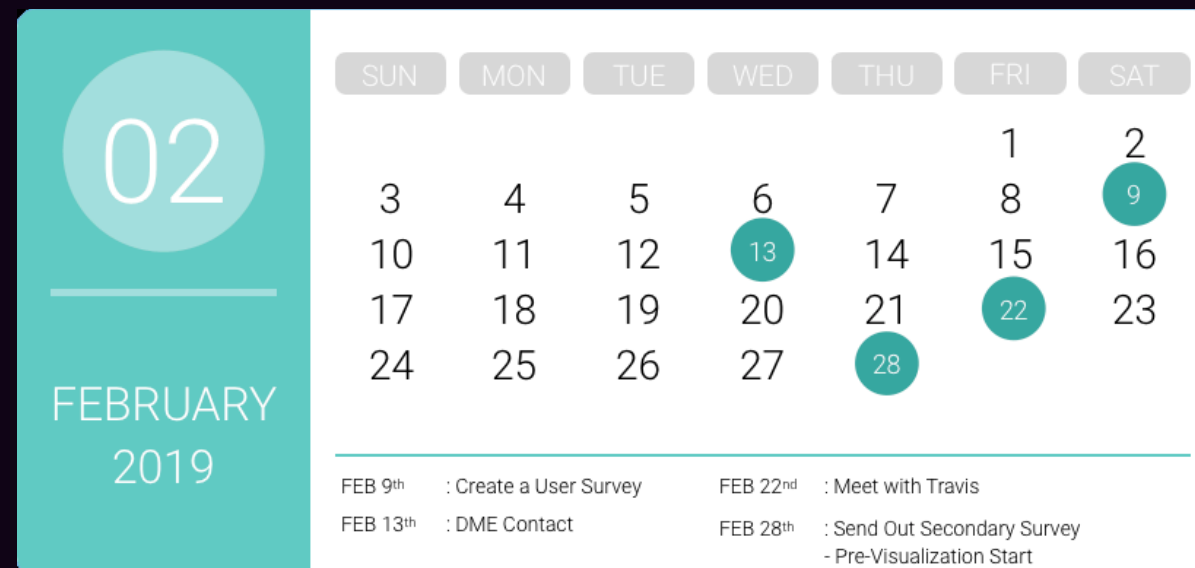 02
FEBRUARY
2019
SUN MON TUE WED THU FRI SAT
1 2
3 4 5 6 7 8 9
10 11 12 13 14 15 16
17 18 19 20 21 22 23
24 25 26 27 28
FEB 9th : Create a User Survey
FEB 13th : DME Contact
FEB 22nd : Meet with Travis
FEB 28th : Send Out Secondary Survey
- Pre-Visualization Start